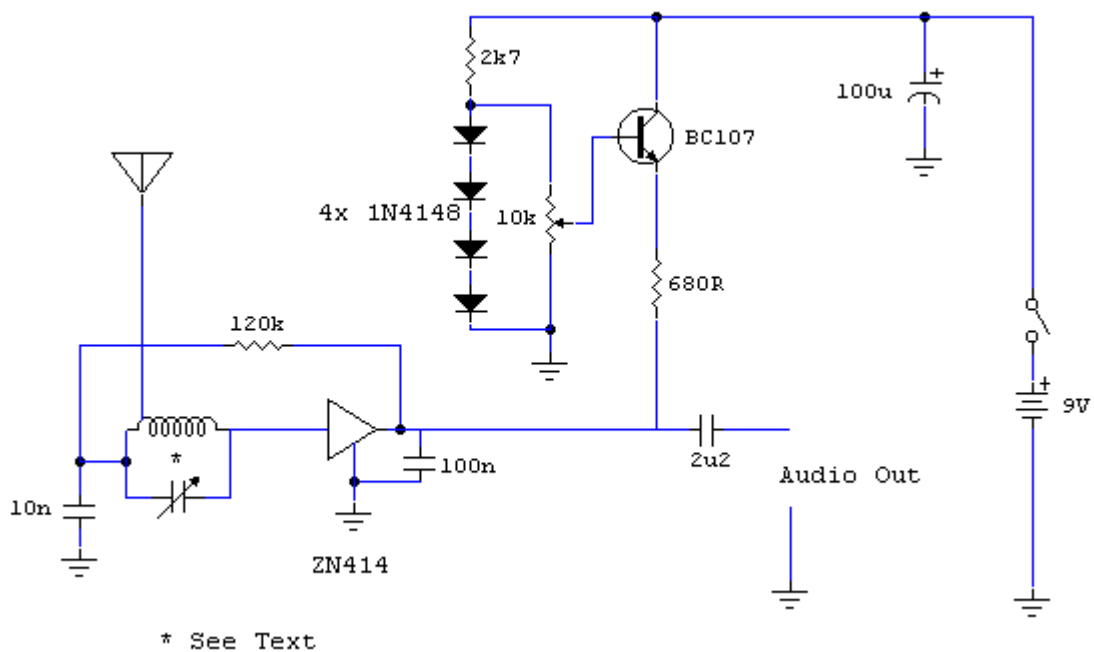 2k7
+
100u
BC107
4x 1N4148
10k
680R
120k
+
9V
*
100n
2u2
10n
Audio Out
ZN414
* See Text